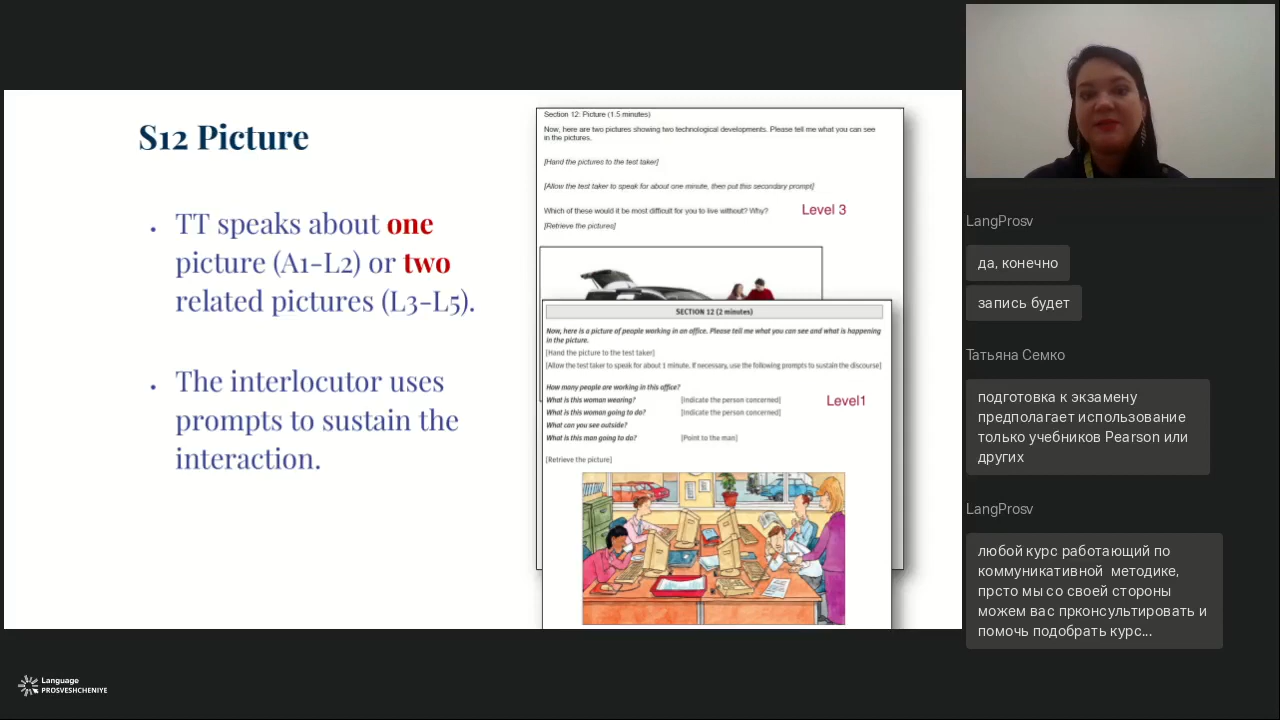 S12 Picture
• TT speaks about one
picture (A1-L2) or two
related pictures (L3-L5).
• The interlocutor uses
prompts to sustain the
interaction.
Section 12: Picture (1.5 minutes)
Now, here are two pictures showing two technological developments. Please tell me what you can see
in the pictures.
[Hand the pictures to the test taker]
[Allow the test taker to speak for about one minute, then put this secondary prompt]
Which of these would it be most difficult for you to live without? Why?
Level 3
[Retrieve the pictures]
SECTION 12 (2 minutes)
Now, here is a picture of people working in an office. Please tell me what you can see and what is happening
in the picture.
[Hand the picture to the test taker]
[Allow the test taker to speak for about 1 minute. If necessary, use the following prompts to sustain the discourse]
How many people are working in this office?
What is this woman wearing? [Indicate the person concerned]
Level1
What is this woman going to do? [Indicate the person concerned]
What can you see outside?
What is this man going to do? [Point to the man]
[Retrieve the picture]
LangProsv
да, конечно
запись будет
Татьяна Семко
подготовка к экзамену
предполагает использование
только учебников Pearson или
других
LangProsv
любой курс работающий по
коммуникативной методике,
прсто мы со своей стороны
можем вас прконсультировать и
помочь подобрать курс...
Language
PROSVESHCHENIYE